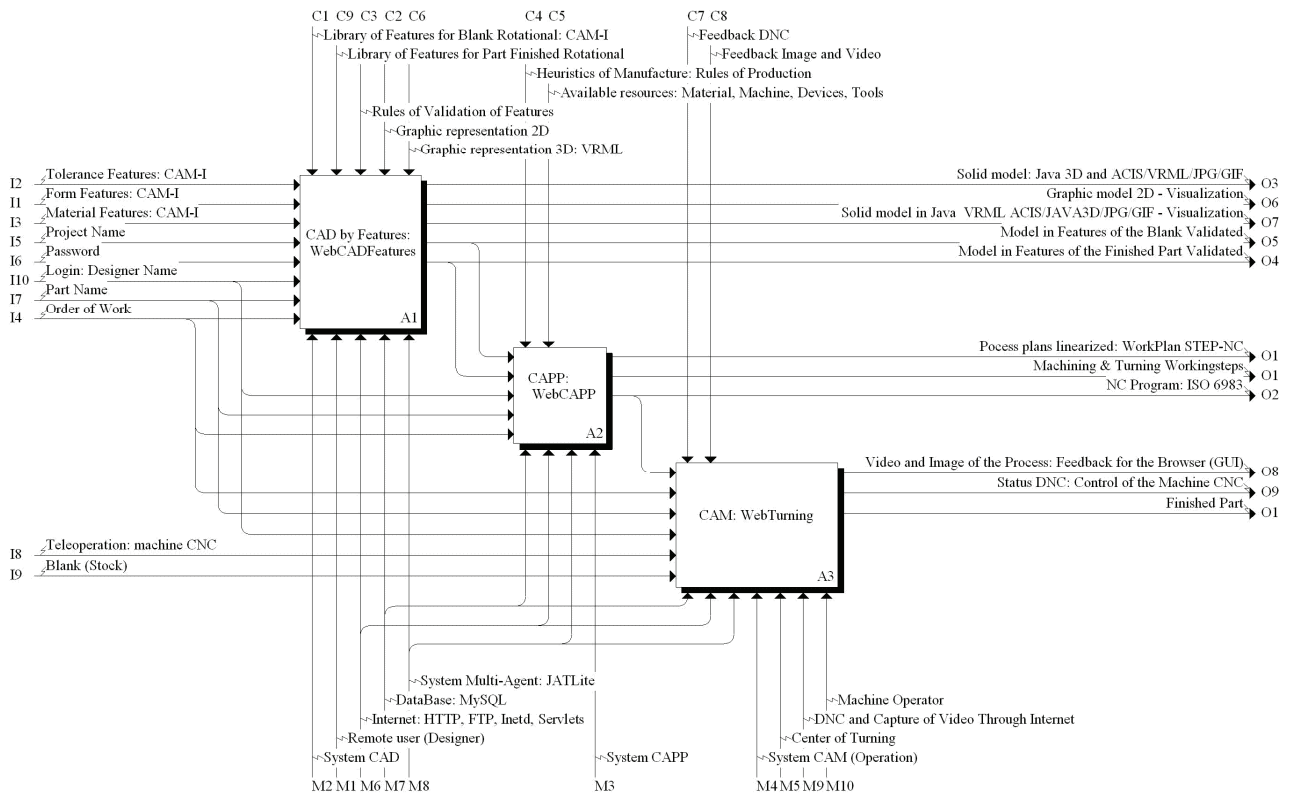 C1 C9 C3 C2 C6 C4 C5 C7 C8
Library of Features for Blank Rotational: CAM-I
Feedback DNC
Library of Features for Part Finished Rotational
Feedback Image and Video
Heuristics of Manufacture: Rules of Production
Available resources: Material, Machine, Devices, Tools
Rules of Validation of Features
Graphic representation 2D
Graphic representation 3D: VRML
I2 Tolerance Features: CAM-I
I1 Form Features: CAM-I
I3 Material Features: CAM-I
I5 Project Name
I6 Password
I10 Login: Designer Name
I7 Part Name
I4 Order of Work
CAD by Features:
WebCADFeatures
A1
Solid model: Java 3D and ACIS/VRML/JPG/GIF O3
Graphic model 2D - Visualization O6
Solid model in Java VRML ACIS/JAVA3D/JPG/GIF - Visualization O7
Model in Features of the Blank Validated O5
Model in Features of the Finished Part Validated O4
CAPP:
WebCAPP
A2
Pocess plans linearized: WorkPlan STEP-NC O1
Machining & Turning Workingsteps O1
NC Program: ISO 6983 O2
CAM: WebTurning
A3
Video and Image of the Process: Feedback for the Browser (GUI) O8
Status DNC: Control of the Machine CNC O9
Finished Part O1
I8 Teleoperation: machine CNC
I9 Blank (Stock)
System Multi-Agent: JATLite
DataBase: MySQL
Machine Operator
Internet: HTTP, FTP, Inetd, Servlets
DNC and Capture of Video Through Internet
Remote user (Designer)
Center of Turning
System CAD
System CAPP
System CAM (Operation)
M2 M1 M6 M7 M8 M3 M4 M5 M9 M10